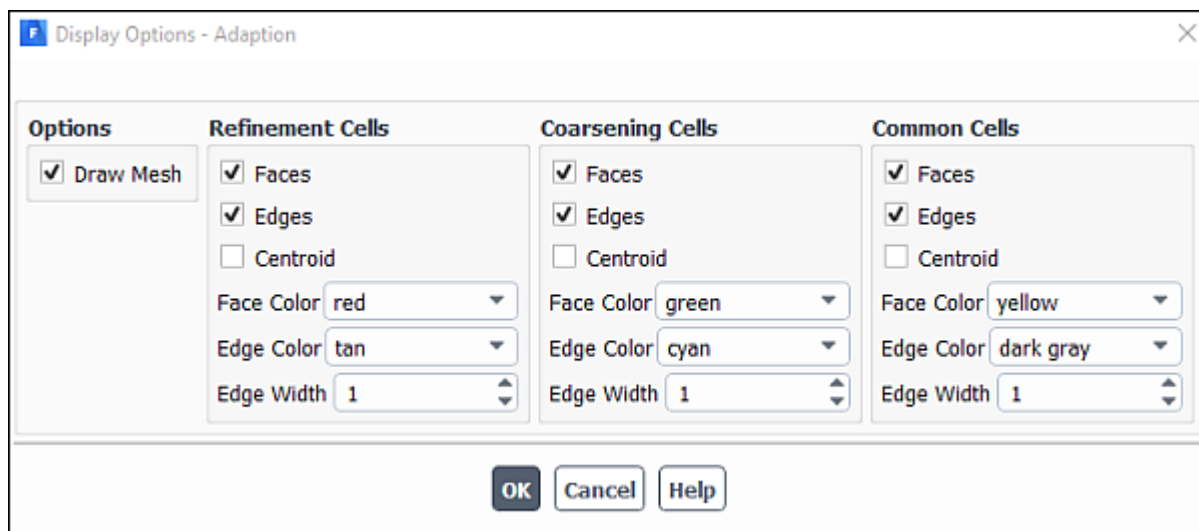 F Display Options - Adaption
Options Refinement Cells Coarsening Cells Common Cells
Draw Mesh Faces Faces Faces
Edges Edges Edges
Centroid Centroid Centroid
Face Color red Face Color green Face Color yellow
Edge Color tan Edge Color cyan Edge Color dark gray
Edge Width 1 Edge Width 1 Edge Width 1
OK Cancel Help